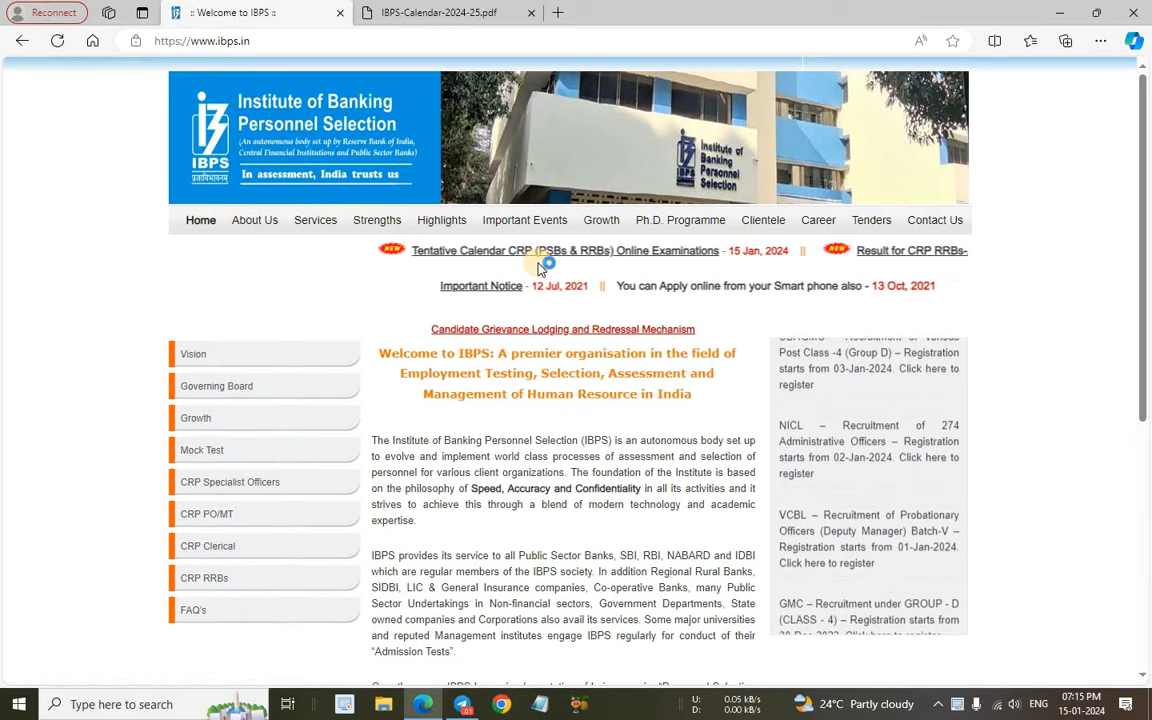 Reconnect
:: Welcome to IBPS ::
IBPS-Calendar-2024-25.pdf
https://www.ibps.in
Institute of Banking
Personnel Selection
(An autonomous body set up by Reserve Bank of India,
Central Financial Institutions and Public Sector Banks)
In assessment, India trusts us
IBPS
Institute of
Banking
Personnel
Selection
IBPS
Home About Us Services Strengths Highlights Important Events Growth Ph.D. Programme Clientele Career Tenders Contact Us
NEW Tentative Calendar CRP (PSBs & RRBs) Online Examinations - 15 Jan, 2024 || NEW Result for CRP RRBs-
Important Notice - 12 Jul, 2021 || You can Apply online from your Smart phone also - 13 Oct, 2021
Candidate Grievance Lodging and Redressal Mechanism
Vision
Governing Board
Growth
Mock Test
CRP Specialist Officers
CRP PO/MT
CRP Clerical
CRP RRBs
FAQ's
Welcome to IBPS: A premier organisation in the field of
Employment Testing, Selection, Assessment and
Management of Human Resource in India
The Institute of Banking Personnel Selection (IBPS) is an autonomous body set up
to evolve and implement world class processes of assessment and selection of
personnel for various client organizations. The foundation of the Institute is based
on the philosophy of Speed, Accuracy and Confidentiality in all its activities and it
strives to achieve this through a blend of modern technology and academic
expertise.
IBPS provides its service to all Public Sector Banks, SBI, RBI, NABARD and IDBI
which are regular members of the IBPS society. In addition Regional Rural Banks,
SIDBI, LIC & General Insurance companies, Co-operative Banks, many Public
Sector Undertakings in Non-financial sectors, Government Departments, State
owned companies and Corporations also avail its services. Some major universities
and reputed Management institutes engage IBPS regularly for conduct of their
“Admission Tests”.
Post Class -4 (Group D) – Registration
starts from 03-Jan-2024. Click here to
register
NICL – Recruitment of 274
Administrative Officers – Registration
starts from 02-Jan-2024. Click here to
register
VCBL – Recruitment of Probationary
Officers (Deputy Manager) Batch-V –
Registration starts from 01-Jan-2024.
Click here to register
GMC – Recruitment under GROUP - D
(CLASS - 4) – Registration starts from
Type here to search
U: 0.05 kB/s
D: 0.00 kB/s
24°C Partly cloudy
ENG
07:15 PM
15-01-2024